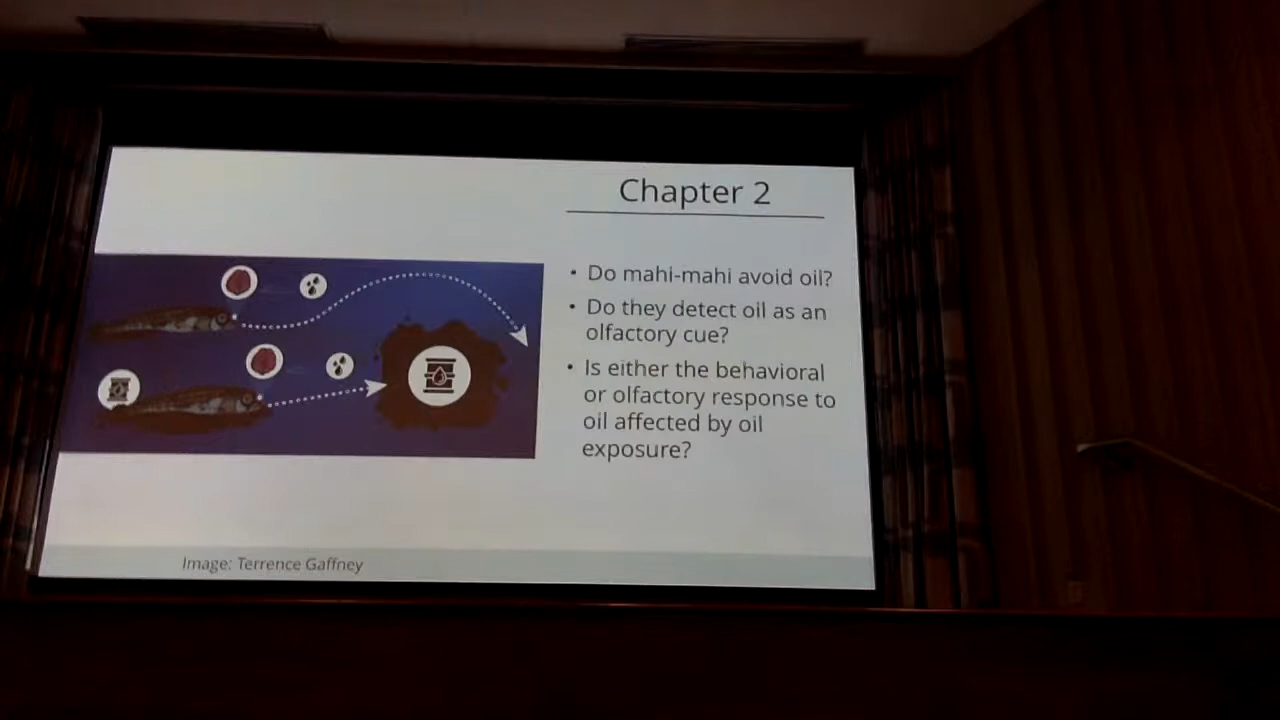 Chapter 2
• Do mahi-mahi avoid oil?
• Do they detect oil as an
olfactory cue?
• Is either the behavioral
or olfactory response to
oil affected by oil
exposure?
Image: Terrence Gaffney